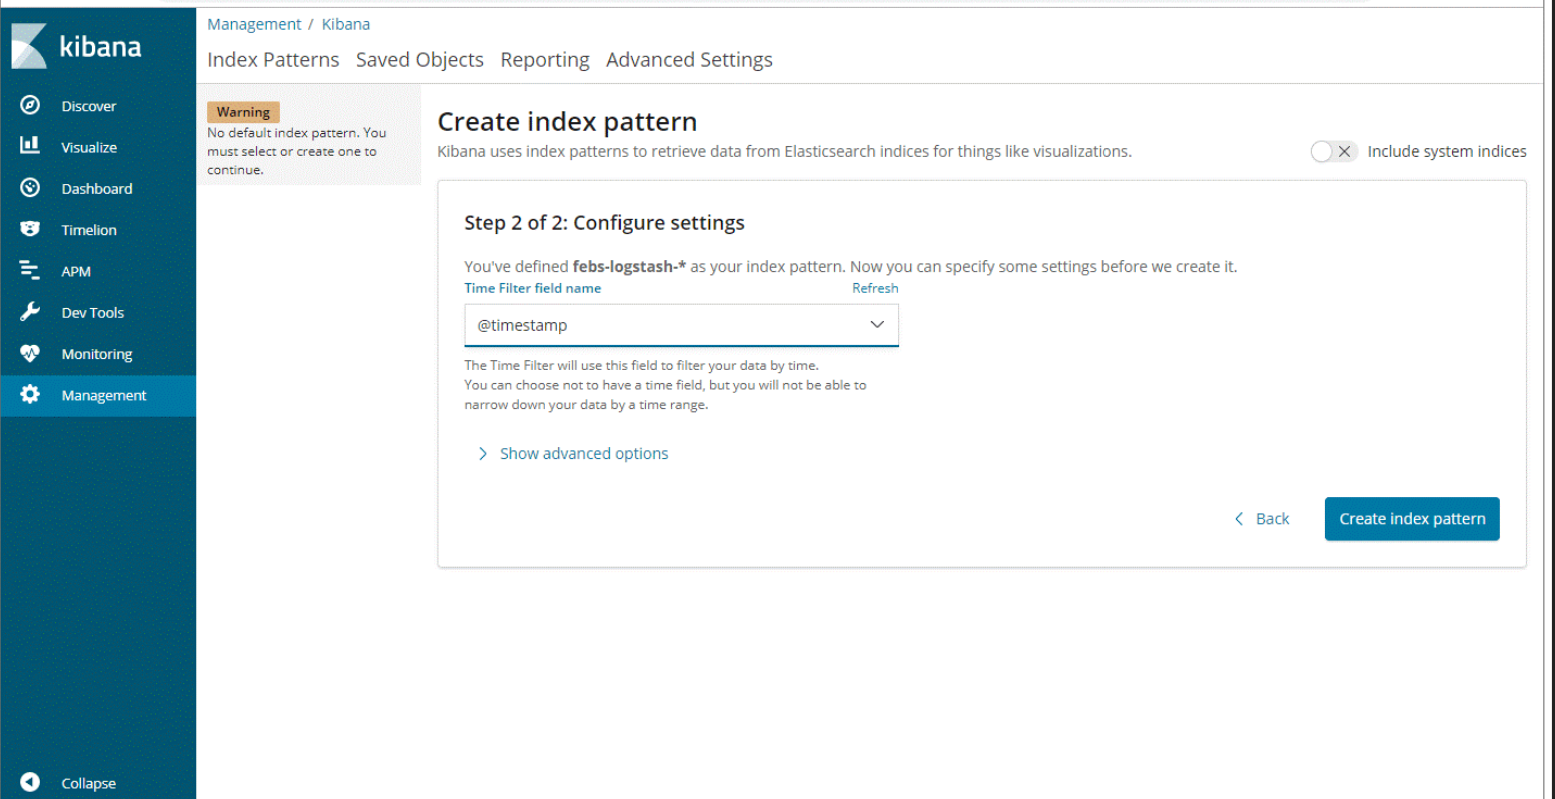 kibana
Discover
Visualize
Dashboard
Timelion
APM
Dev Tools
Monitoring
Management
Collapse
Management / Kibana
Index Patterns Saved Objects Reporting Advanced Settings
Warning
No default index pattern. You
must select or create one to
continue.
Create index pattern
Kibana uses index patterns to retrieve data from Elasticsearch indices for things like visualizations.
Include system indices
Step 2 of 2: Configure settings
You've defined febs-logstash-* as your index pattern. Now you can specify some settings before we create it.
Time Filter field name Refresh
@timestamp
The Time Filter will use this field to filter your data by time.
You can choose not to have a time field, but you will not be able to
narrow down your data by a time range.
Show advanced options
Back Create index pattern